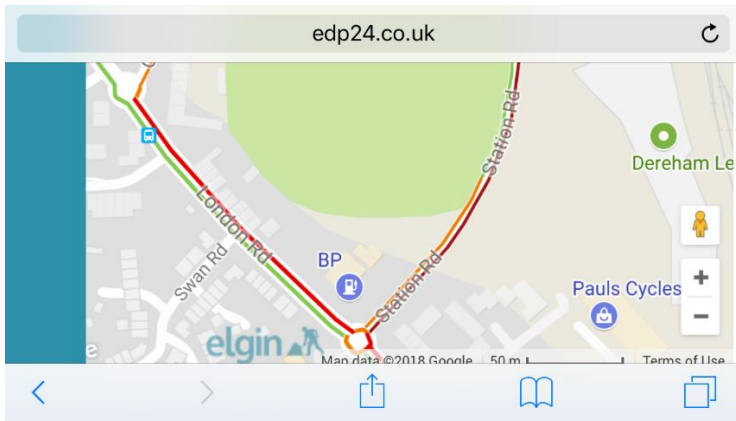 edp24.co.uk
Station Rd
Dereham Le
London Rd
Swan Rd
BP
Station Rd
Pauls Cycles
elgin
Map data ©2018 Google
50 m
Terms of Use